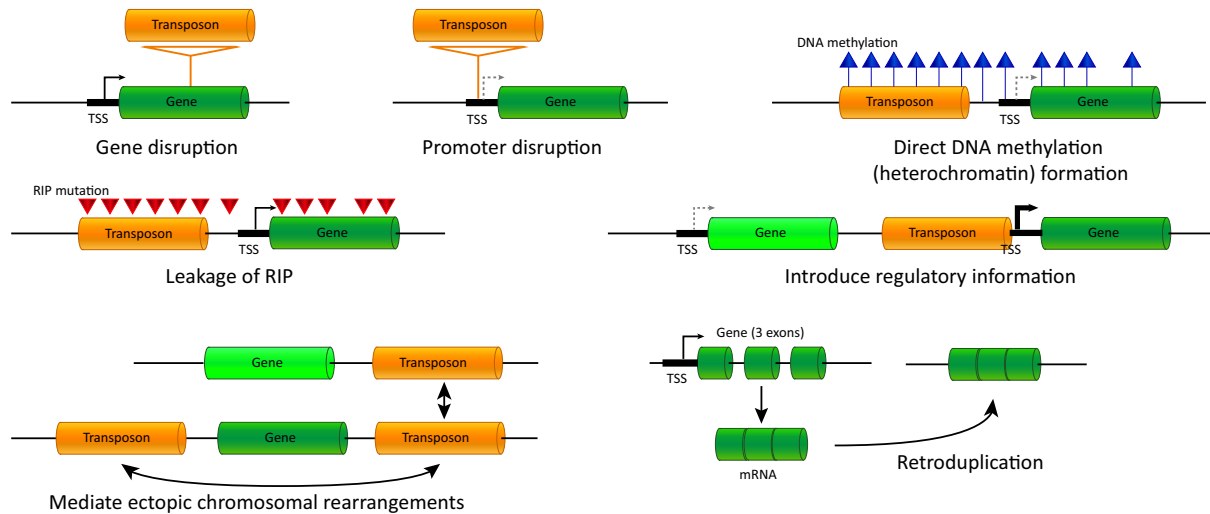 Transposon
Gene
TSS
Gene disruption
Transposon
Gene
TSS
Promoter disruption
DNA methylation
Transposon
Gene
TSS
Direct DNA methylation
(heterochromatin) formation
RIP mutation
Transposon
Gene
TSS
Leakage of RIP
Gene
Transposon
Gene
TSS
TSS
Introduce regulatory information
Gene
Transposon
Transposon
Gene
Transposon
Mediate ectopic chromosomal rearrangements
Gene (3 exons)
TSS
mRNA
Retroduplication